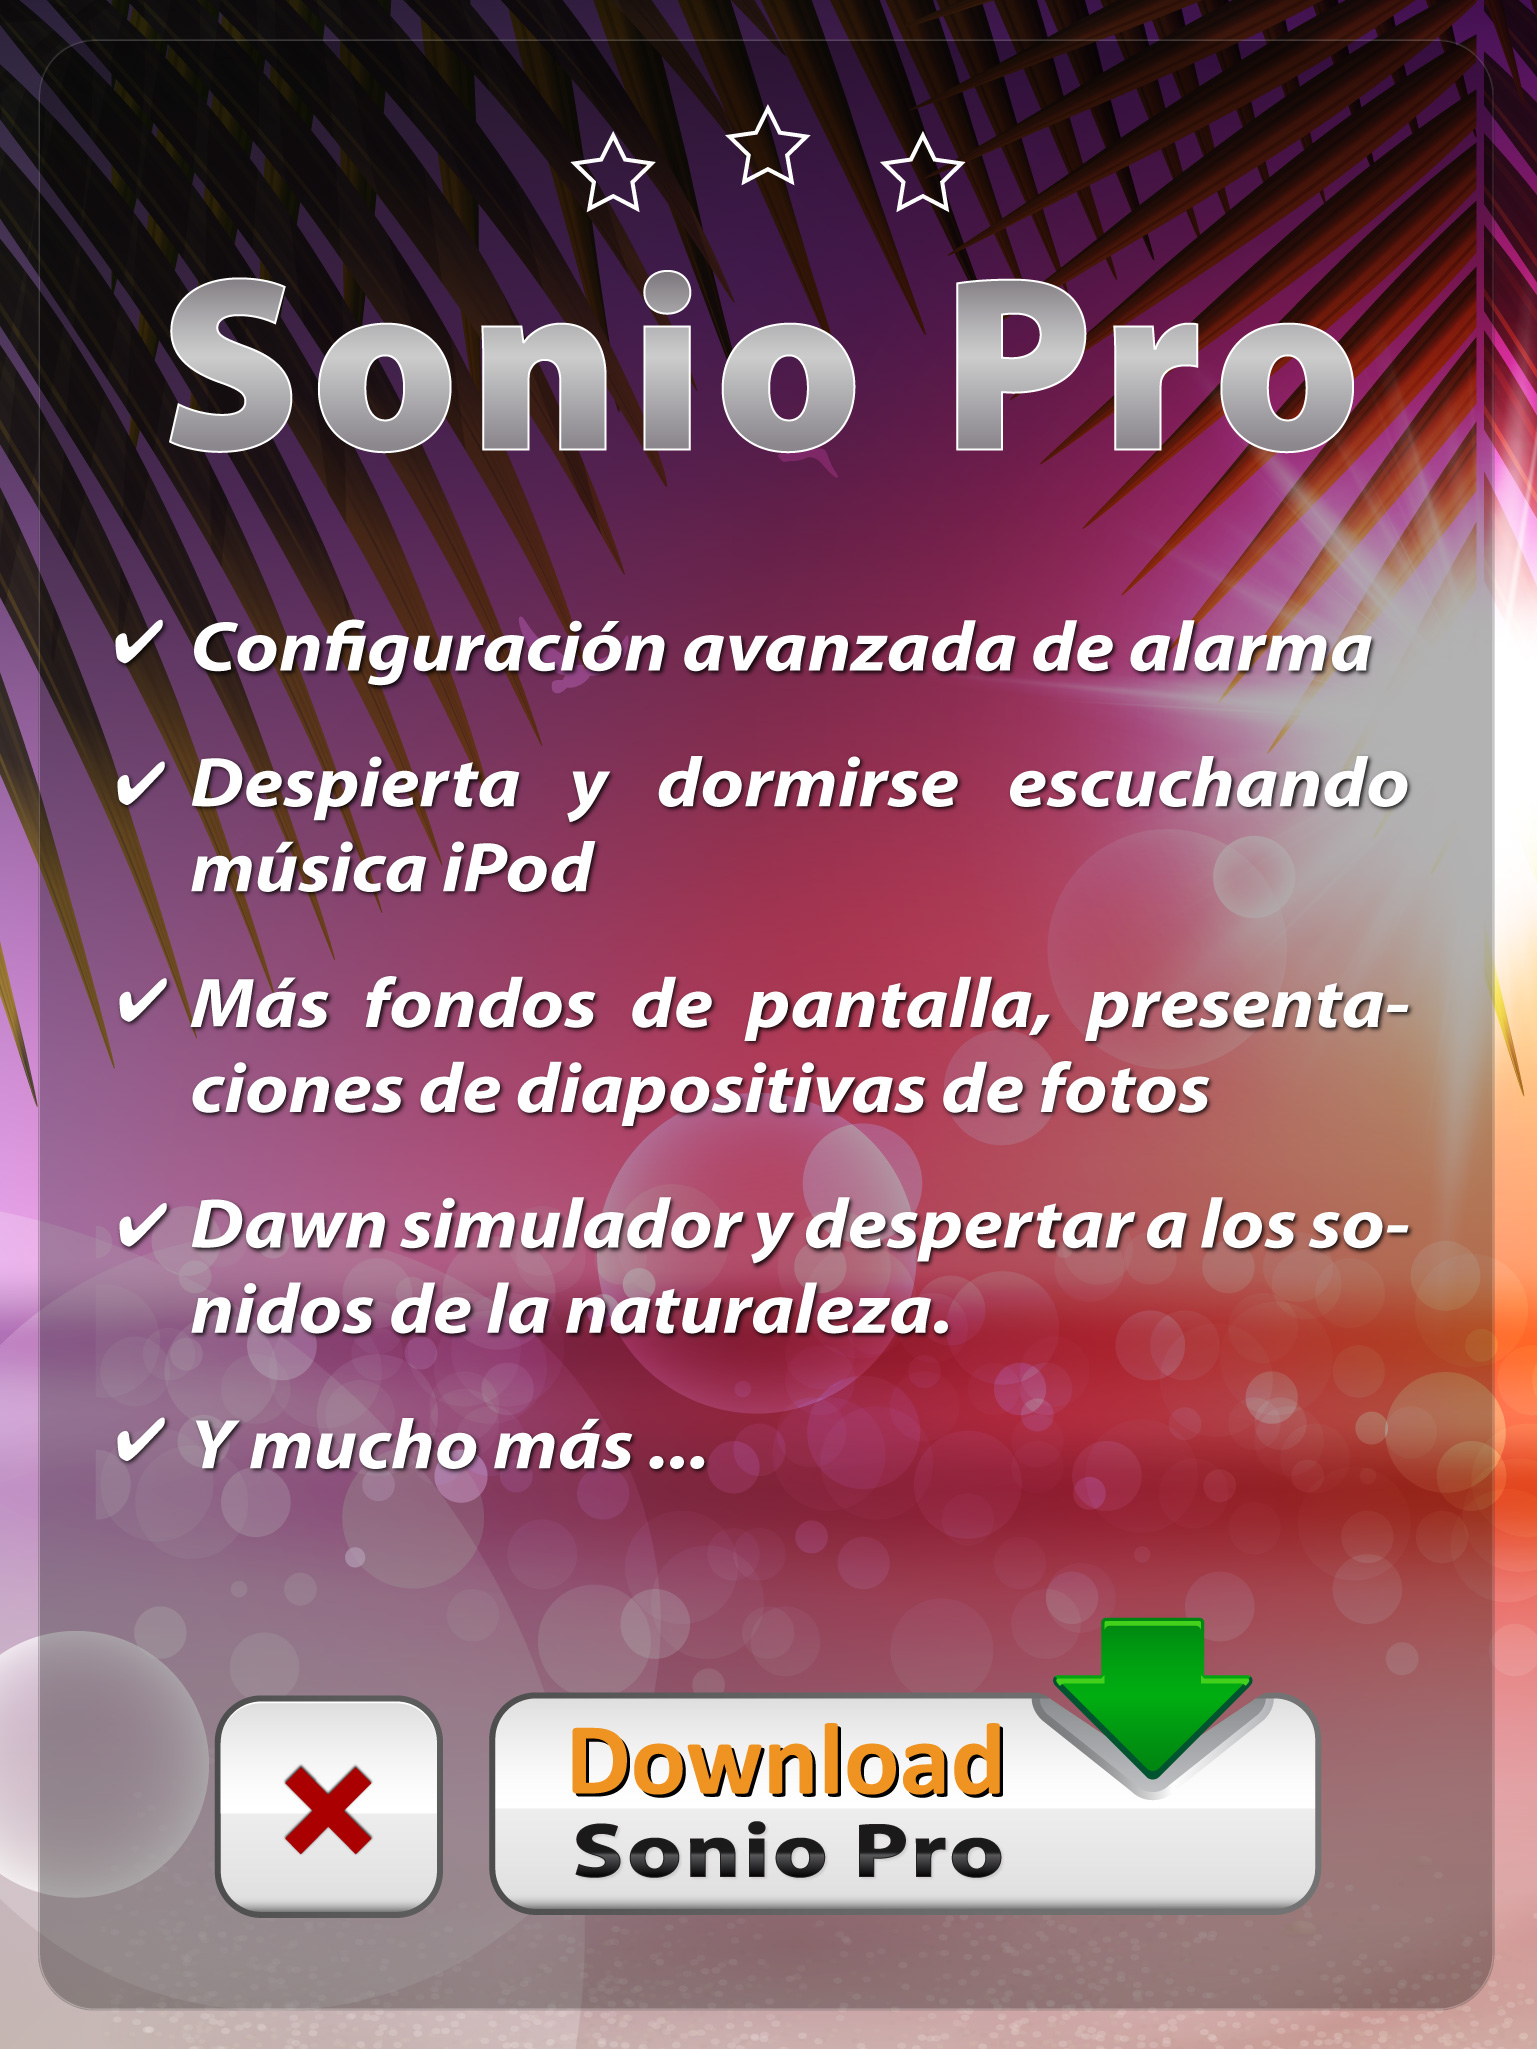 Sonio Pro
Configuración avanzada de alarma
Despierta y dormirse escuchando
música iPod
Más fondos de pantalla, presenta-
ciones de diapositivas de fotos
Dawn simulador y despertar a los so-
nidos de la naturaleza.
Y mucho más ...
Download
Sonio Pro